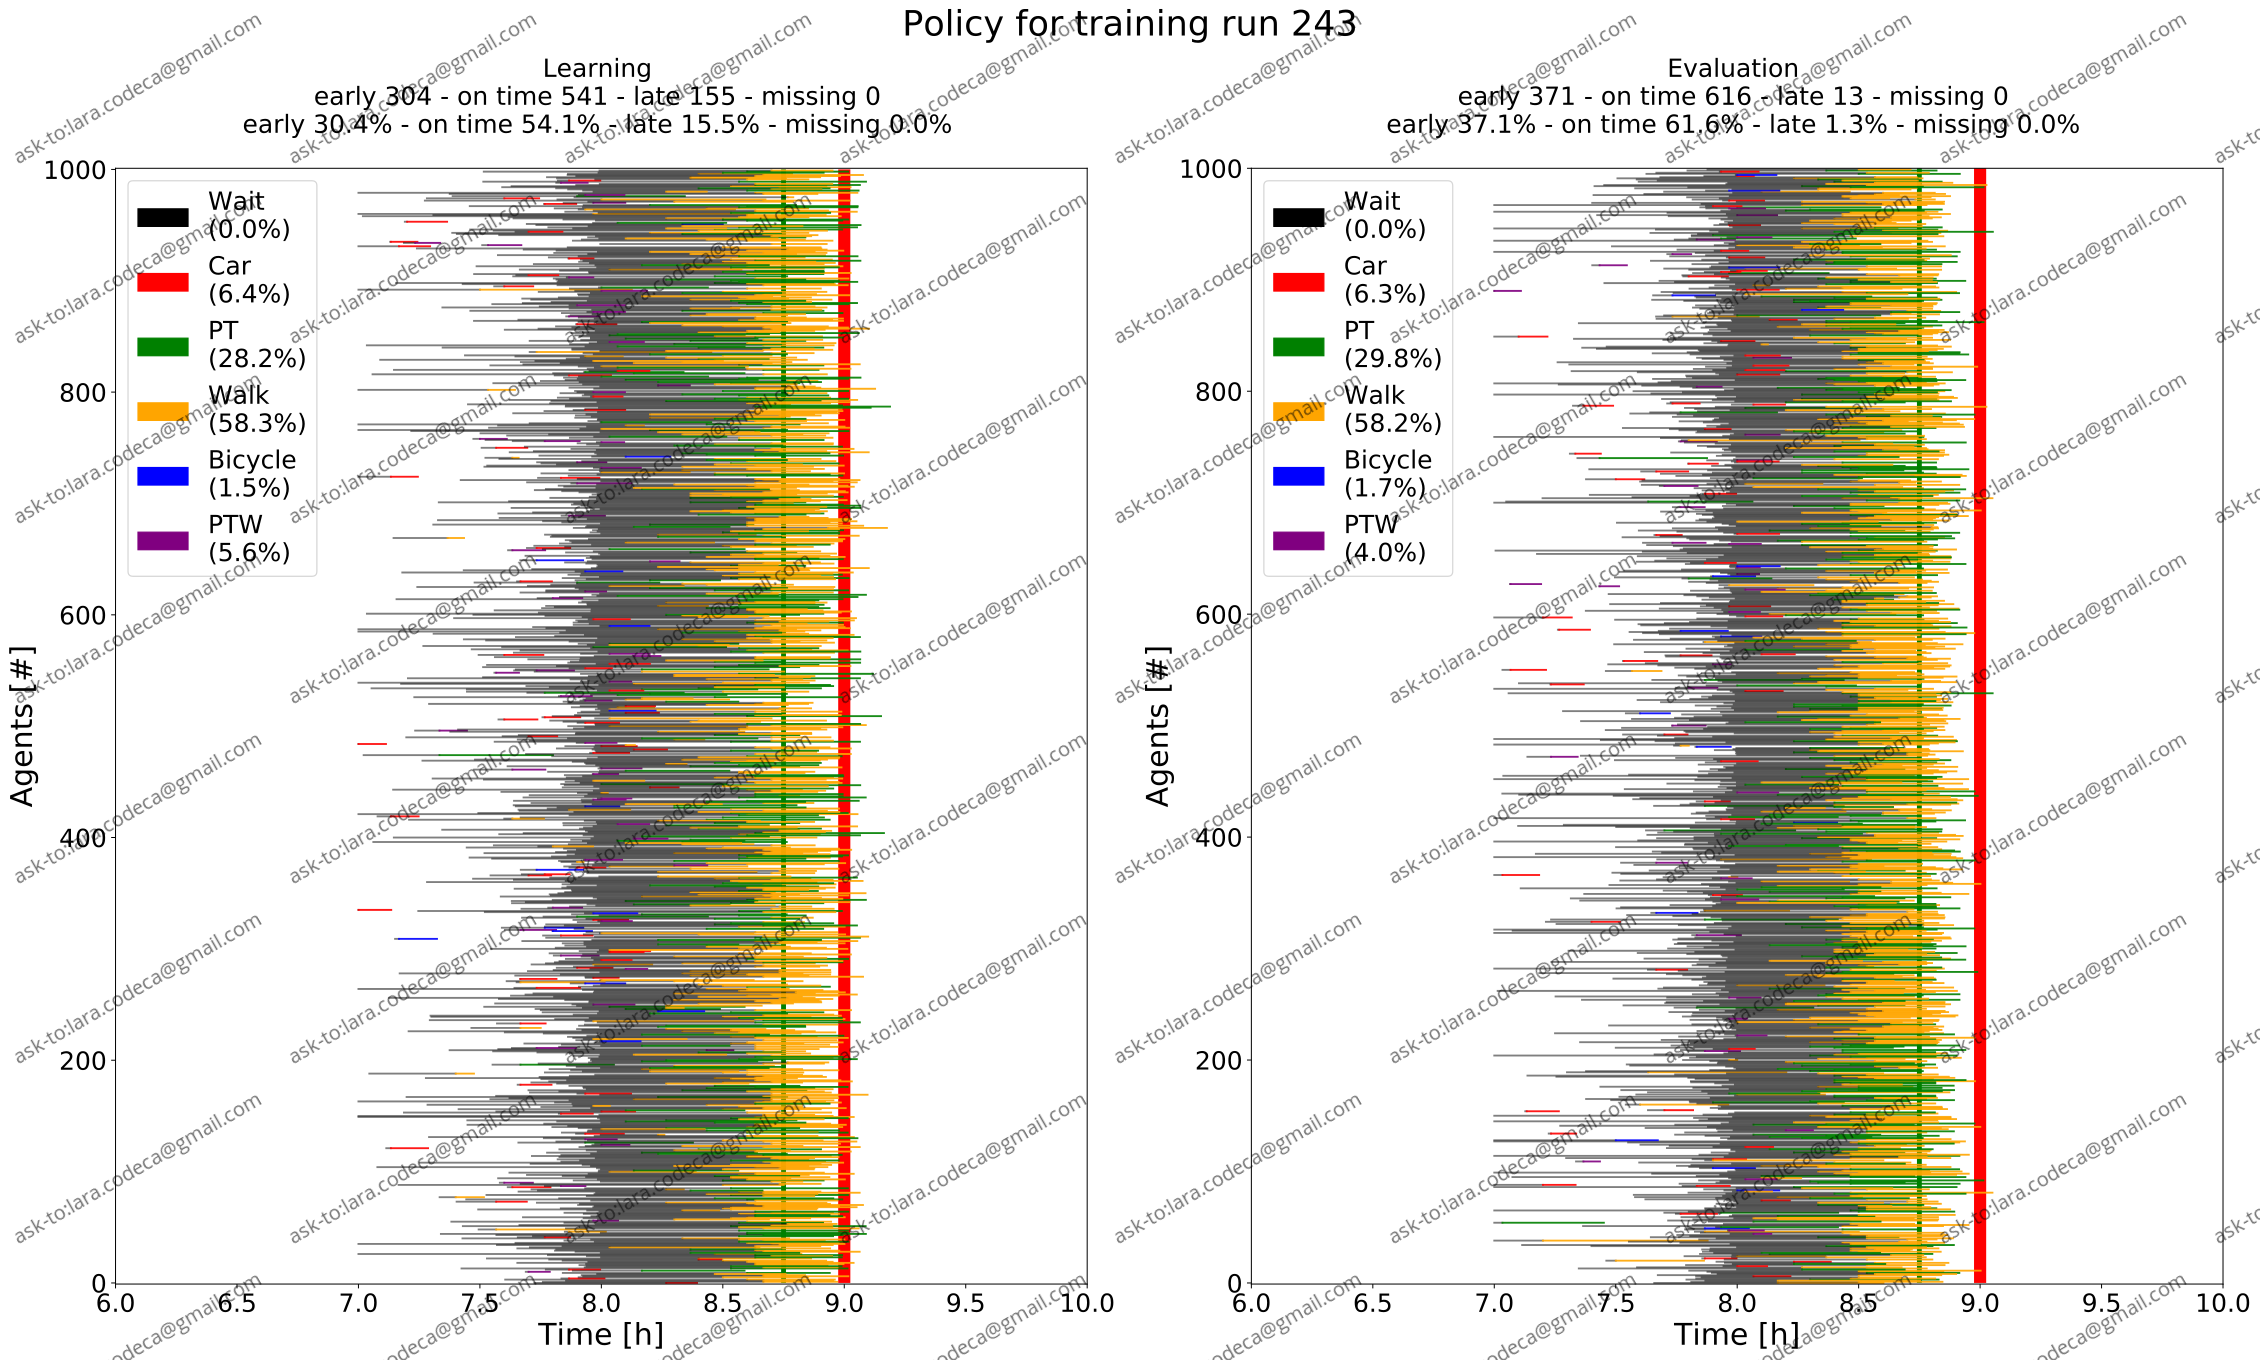 Policy for training run 243
Learning
early 304 - on time 541 - late 155 - missing 0
early 30.4% - on time 54.1% - late 15.5% - missing 0.0%
1000
800
600
400
200
0
Agents [#]
Wait
(0.0%)
Car
(6.4%)
PT
(28.2%)
Walk
(58.3%)
Bicycle
(1.5%)
PTW
(5.6%)
6.0 6.5 7.0 7.5 8.0 8.5 9.0 9.5 10.0
Time [h]
Evaluation
early 371 - on time 616 - late 13 - missing 0
early 37.1% - on time 61.6% - late 1.3% - missing 0.0%
1000
800
600
400
200
0
Agents [#]
Wait
(0.0%)
Car
(6.3%)
PT
(29.8%)
Walk
(58.2%)
Bicycle
(1.7%)
PTW
(4.0%)
6.0 6.5 7.0 7.5 8.0 8.5 9.0 9.5 10.0
Time [h]
ask-to:lara.codeca@gmail.com